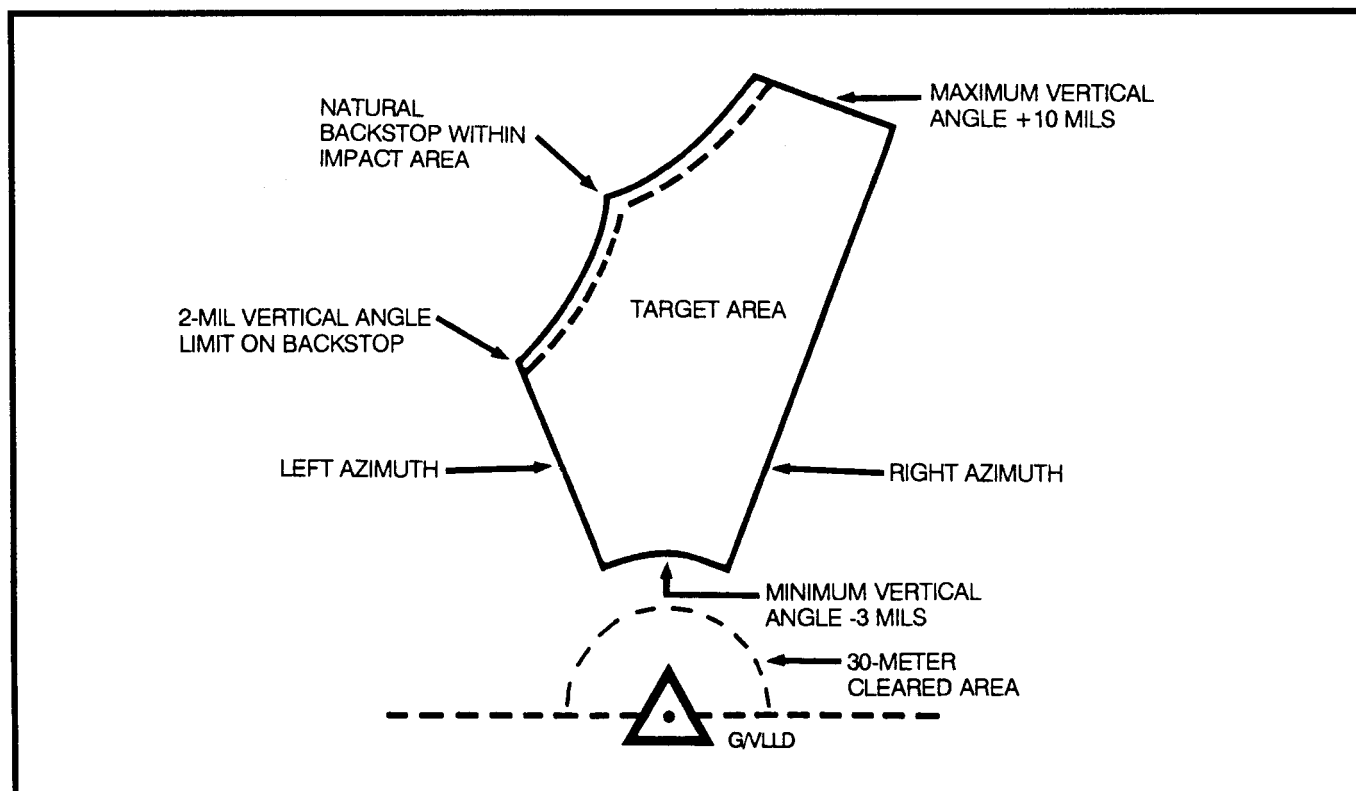 NATURAL
BACKSTOP WITHIN
IMPACT AREA
MAXIMUM VERTICAL
ANGLE +10 MILS
2-MIL VERTICAL ANGLE
LIMIT ON BACKSTOP
TARGET AREA
LEFT AZIMUTH
RIGHT AZIMUTH
MINIMUM VERTICAL
ANGLE -3 MILS
30-METER
CLEARED AREA
G/VLLD